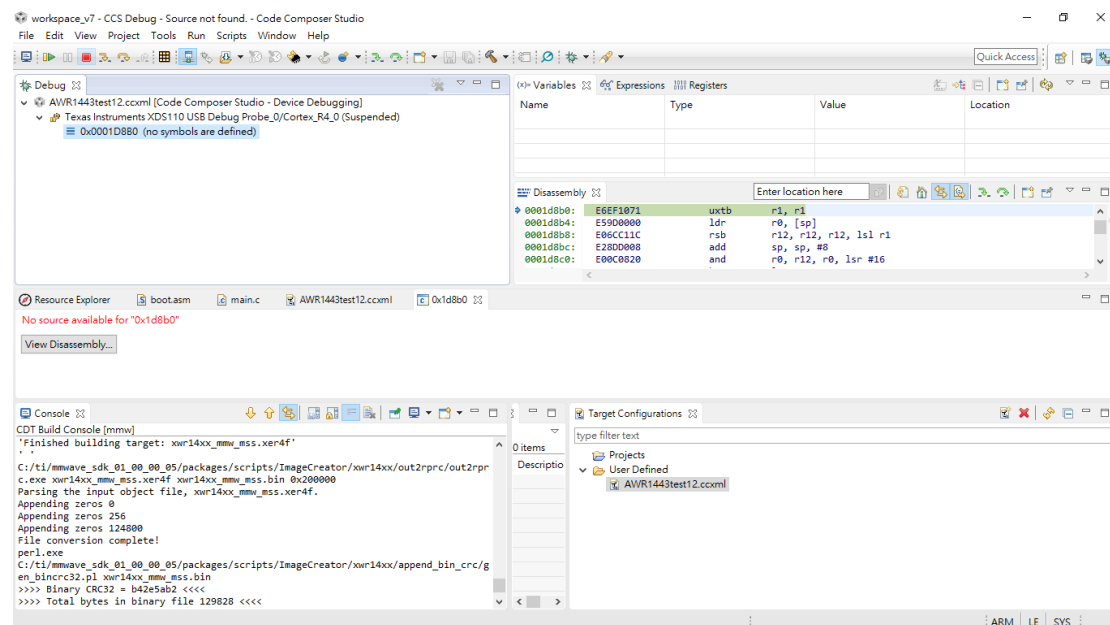 workspace_v7 - CCS Debug - Source not found. - Code Composer Studio
File Edit View Project Tools Run Scripts Window Help
Quick Access
Debug
AWR1443test12.ccxml [Code Composer Studio - Device Debugging]
Texas Instruments XDS110 USB Debug Probe_0/Cortex_R4_0 (Suspended)
0x0001D8B0 (no symbols are defined)
(x)= Variables Expressions Registers
Name Type Value Location
Disassembly Enter location here
0001d8b0: E6EF1071 uxtb r1, r1
0001d8b4: E59D0000 ldr r0, [sp]
0001d8b8: E06CC11C rsb r12, r12, r12, lsl r1
0001d8bc: E28DD008 add sp, sp, #8
0001d8c0: E00C0820 and r0, r12, r0, lsr #16
Resource Explorer boot.asm main.c AWR1443test12.ccxml 0x1d8b0
No source available for "0x1d8b0"
View Disassembly...
Console
CDT Build Console [mmw]
'Finished building target: xwr14xx_mmw_mss.xer4f'
' '
C:/ti/mmwave_sdk_01_00_00_05/packages/scripts/ImageCreator/xwr14xx/out2rprc/out2rpr
c.exe xwr14xx_mmw_mss.xer4f xwr14xx_mmw_mss.bin 0x200000
Parsing the input object file, xwr14xx_mmw_mss.xer4f.
Appending zeros 0
Appending zeros 256
Appending zeros 124800
File conversion complete!
perl.exe
C:/ti/mmwave_sdk_01_00_00_05/packages/scripts/ImageCreator/xwr14xx/append_bin_crc/g
en_bincrc32.pl xwr14xx_mmw_mss.bin
>>>> Binary CRC32 = b42e5ab2 <<<<
>>>> Total bytes in binary file 129828 <<<<
0 items
Descriptio
Target Configurations
type filter text
Projects
User Defined
AWR1443test12.ccxml
ARM LE SYS